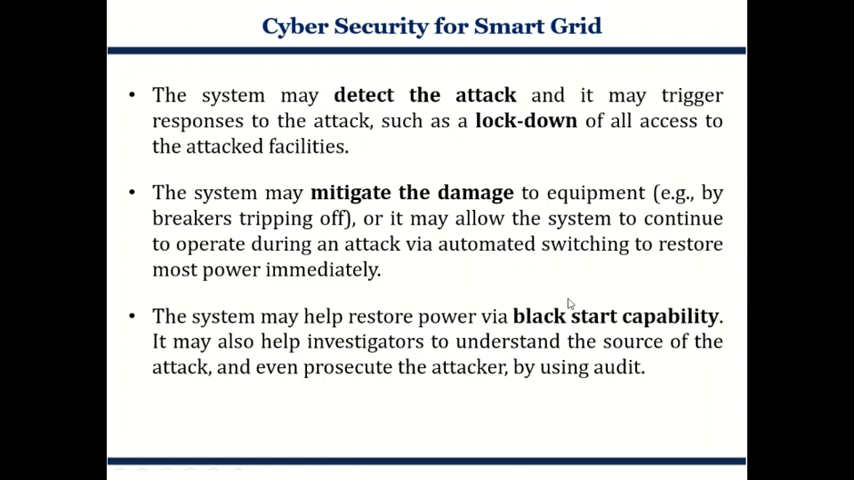 Cyber Security for Smart Grid
• The system may detect the attack and it may trigger
responses to the attack, such as a lock-down of all access to
the attacked facilities.
• The system may mitigate the damage to equipment (e.g., by
breakers tripping off), or it may allow the system to continue
to operate during an attack via automated switching to restore
most power immediately.
• The system may help restore power via black start capability.
It may also help investigators to understand the source of the
attack, and even prosecute the attacker, by using audit.